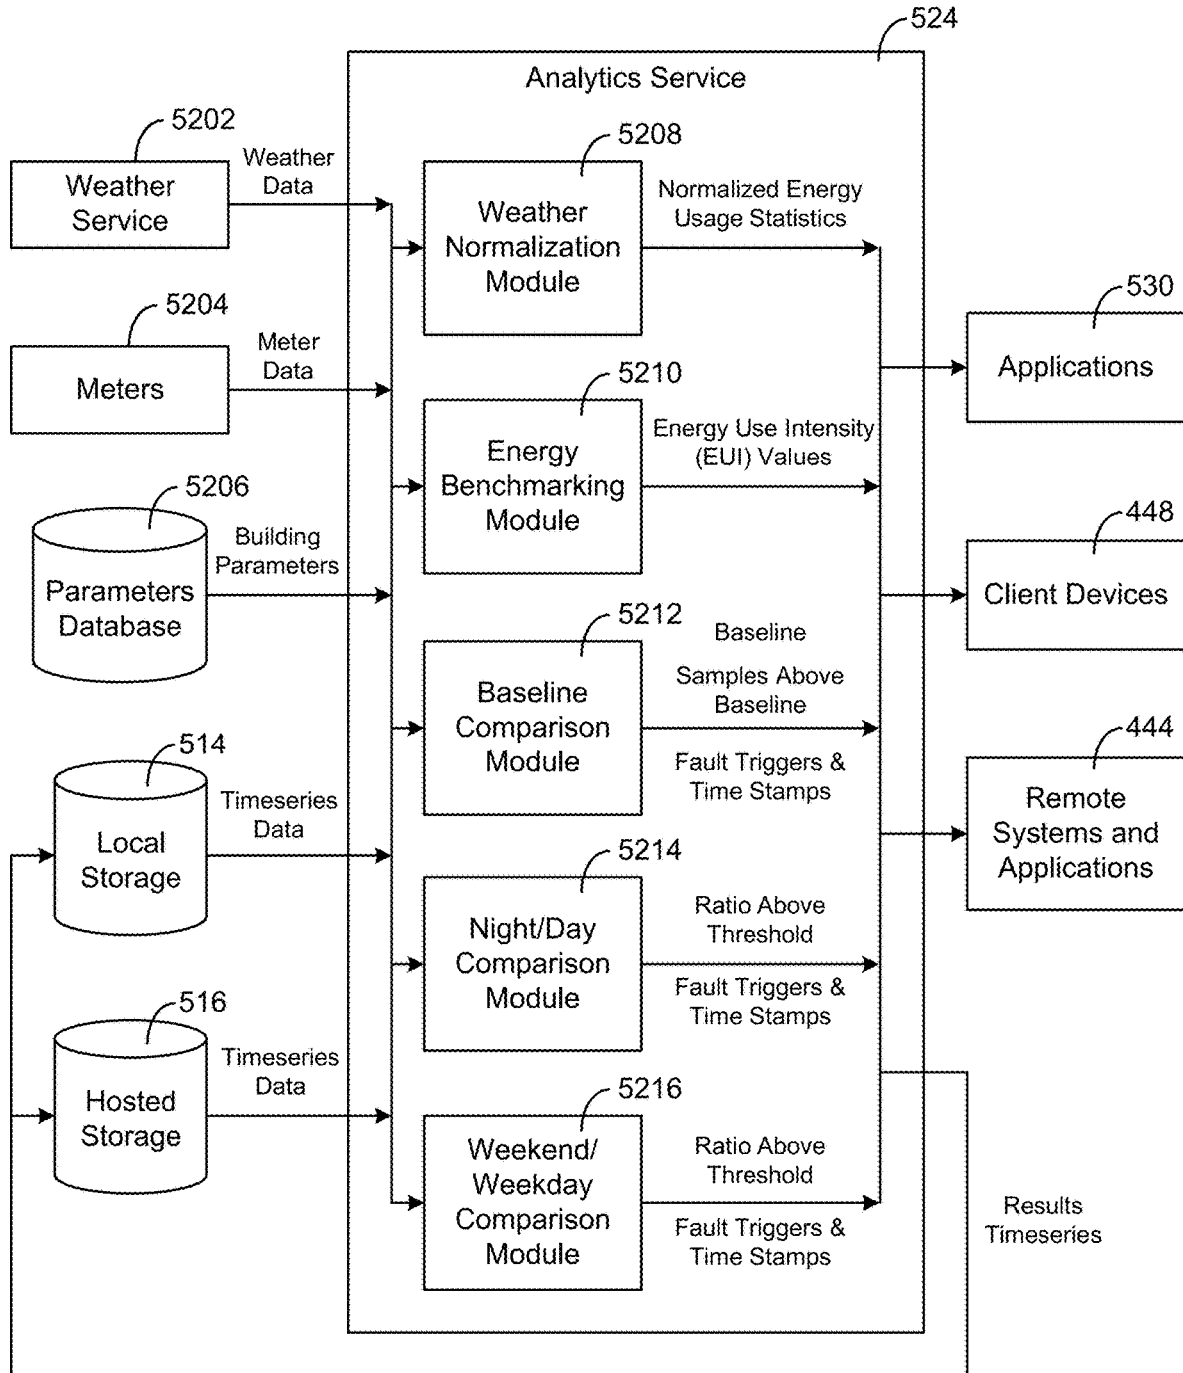 524
Analytics Service
5202
Weather
Service
Weather
Data
5204
Meters
Meter
Data
5206
Parameters
Database
Building
Parameters
514
Local
Storage
Timeseries
Data
516
Hosted
Storage
Timeseries
Data
5208
Weather
Normalization
Module
Normalized Energy
Usage Statistics
5210
Energy
Benchmarking
Module
Energy Use Intensity
(EUI) Values
5212
Baseline
Comparison
Module
Baseline
Samples Above
Baseline
Fault Triggers &
Time Stamps
5214
Night/Day
Comparison
Module
Ratio Above
Threshold
Fault Triggers &
Time Stamps
5216
Weekend/
Weekday
Comparison
Module
Ratio Above
Threshold
Fault Triggers &
Time Stamps
530
Applications
448
Client Devices
444
Remote
Systems and
Applications
Results
Timeseries